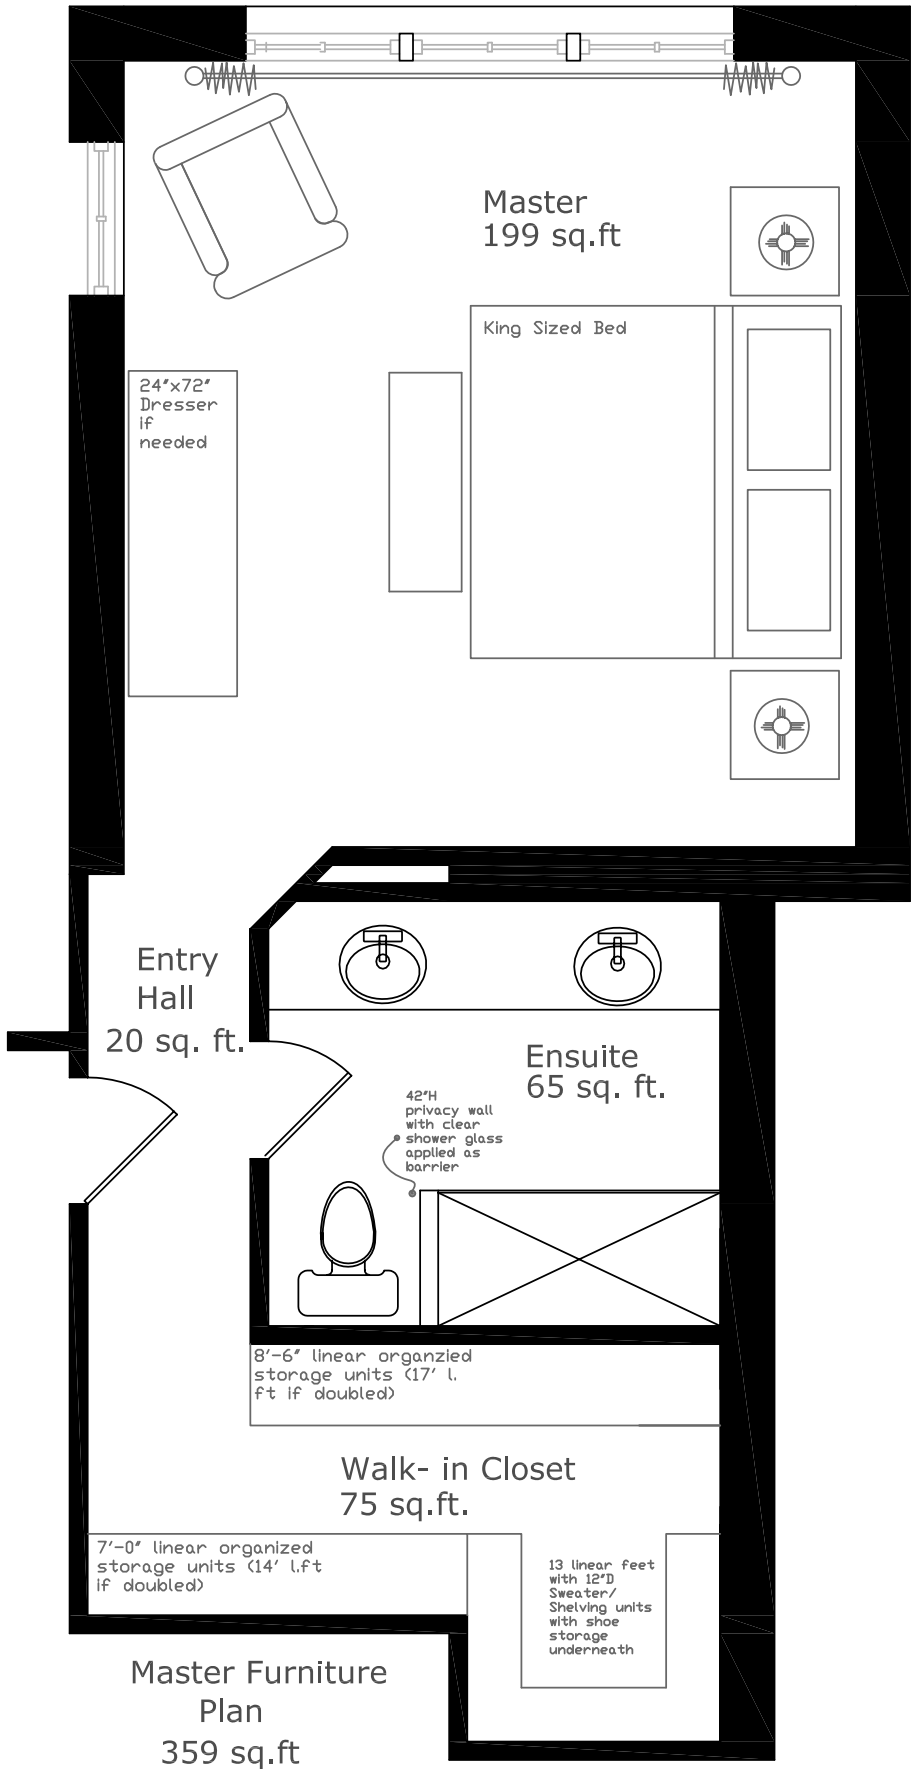 Master
199 sq.ft
King Sized Bed
24"x72"
Dresser
if
needed
Entry
Hall
20 sq. ft.
Ensuite
65 sq. ft.
42"H
privacy wall
with clear
shower glass
applied as
barrier
8'-6" linear organzied
storage units (17' l.
ft if doubled)
Walk- in Closet
75 sq.ft.
7'-0" linear organized
storage units (14' l.ft
if doubled)
13 linear feet
with 12"D
Sweater/
Shelving units
with shoe
storage
underneath
Master Furniture
Plan
359 sq.ft